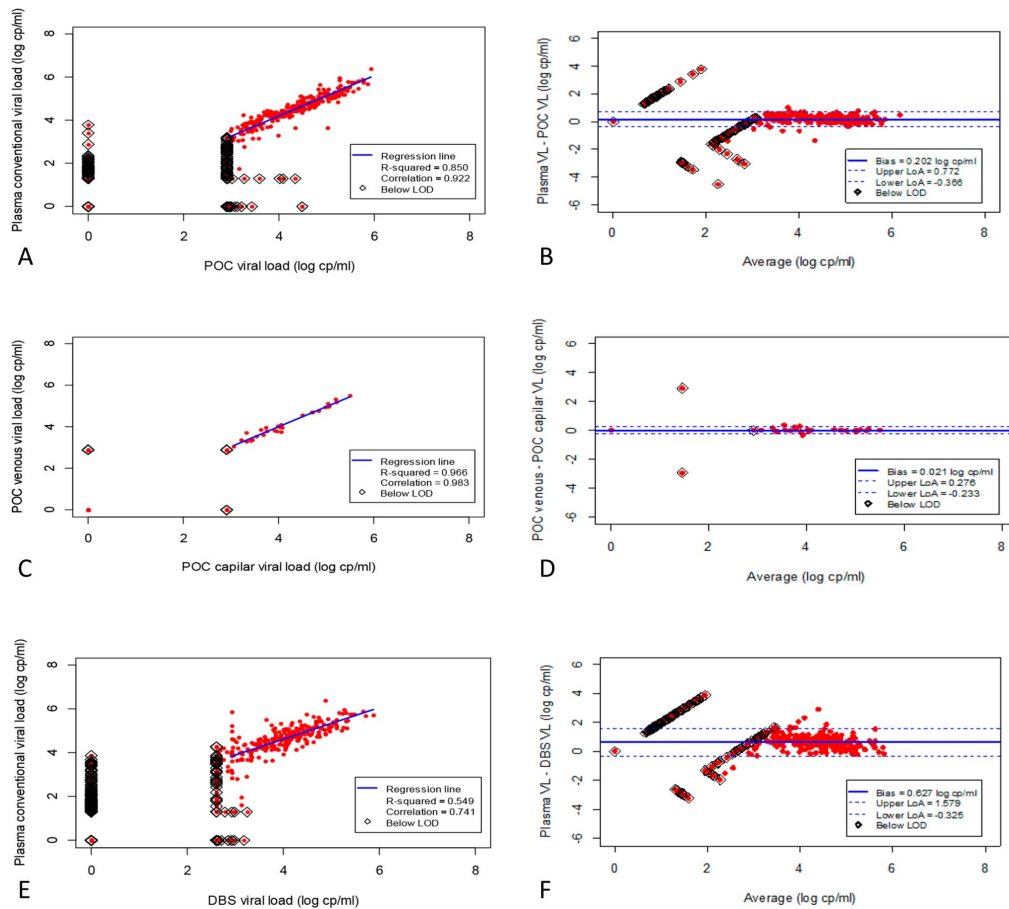 Plasma conventional viral load (log cp/ml)
8
6
4
2
0
Regression line
R-squared = 0.850
Correlation = 0.922
Below LOD
0 2 4 6 8
A
POC viral load (log cp/ml)
Plasma VL - POC VL (log cp/ml)
6
4
2
0
-2
-4
-6
Bias = 0.202 log cp/ml
Upper LoA = 0.772
Lower LoA = -0.366
Below LOD
0 2 4 6 8
B
Average (log cp/ml)
POC venous viral load (log cp/ml)
8
6
4
2
0
Regression line
R-squared = 0.966
Correlation = 0.983
Below LOD
0 2 4 6 8
C
POC capilar viral load (log cp/ml)
POC venous - POC capilar VL (log cp/ml)
6
4
2
0
-2
-4
-6
Bias = 0.021 log cp/ml
Upper LoA = 0.276
Lower LoA = -0.233
Below LOD
0 2 4 6 8
D
Average (log cp/ml)
Plasma conventional viral load (log cp/ml)
8
6
4
2
0
Regression line
R-squared = 0.549
Correlation = 0.741
Below LOD
0 2 4 6 8
E
DBS viral load (log cp/ml)
Plasma VL - DBS VL (log cp/ml)
6
4
2
0
-2
-4
-6
Bias = 0.627 log cp/ml
Upper LoA = 1.579
Lower LoA = -0.325
Below LOD
0 2 4 6 8
F
Average (log cp/ml)